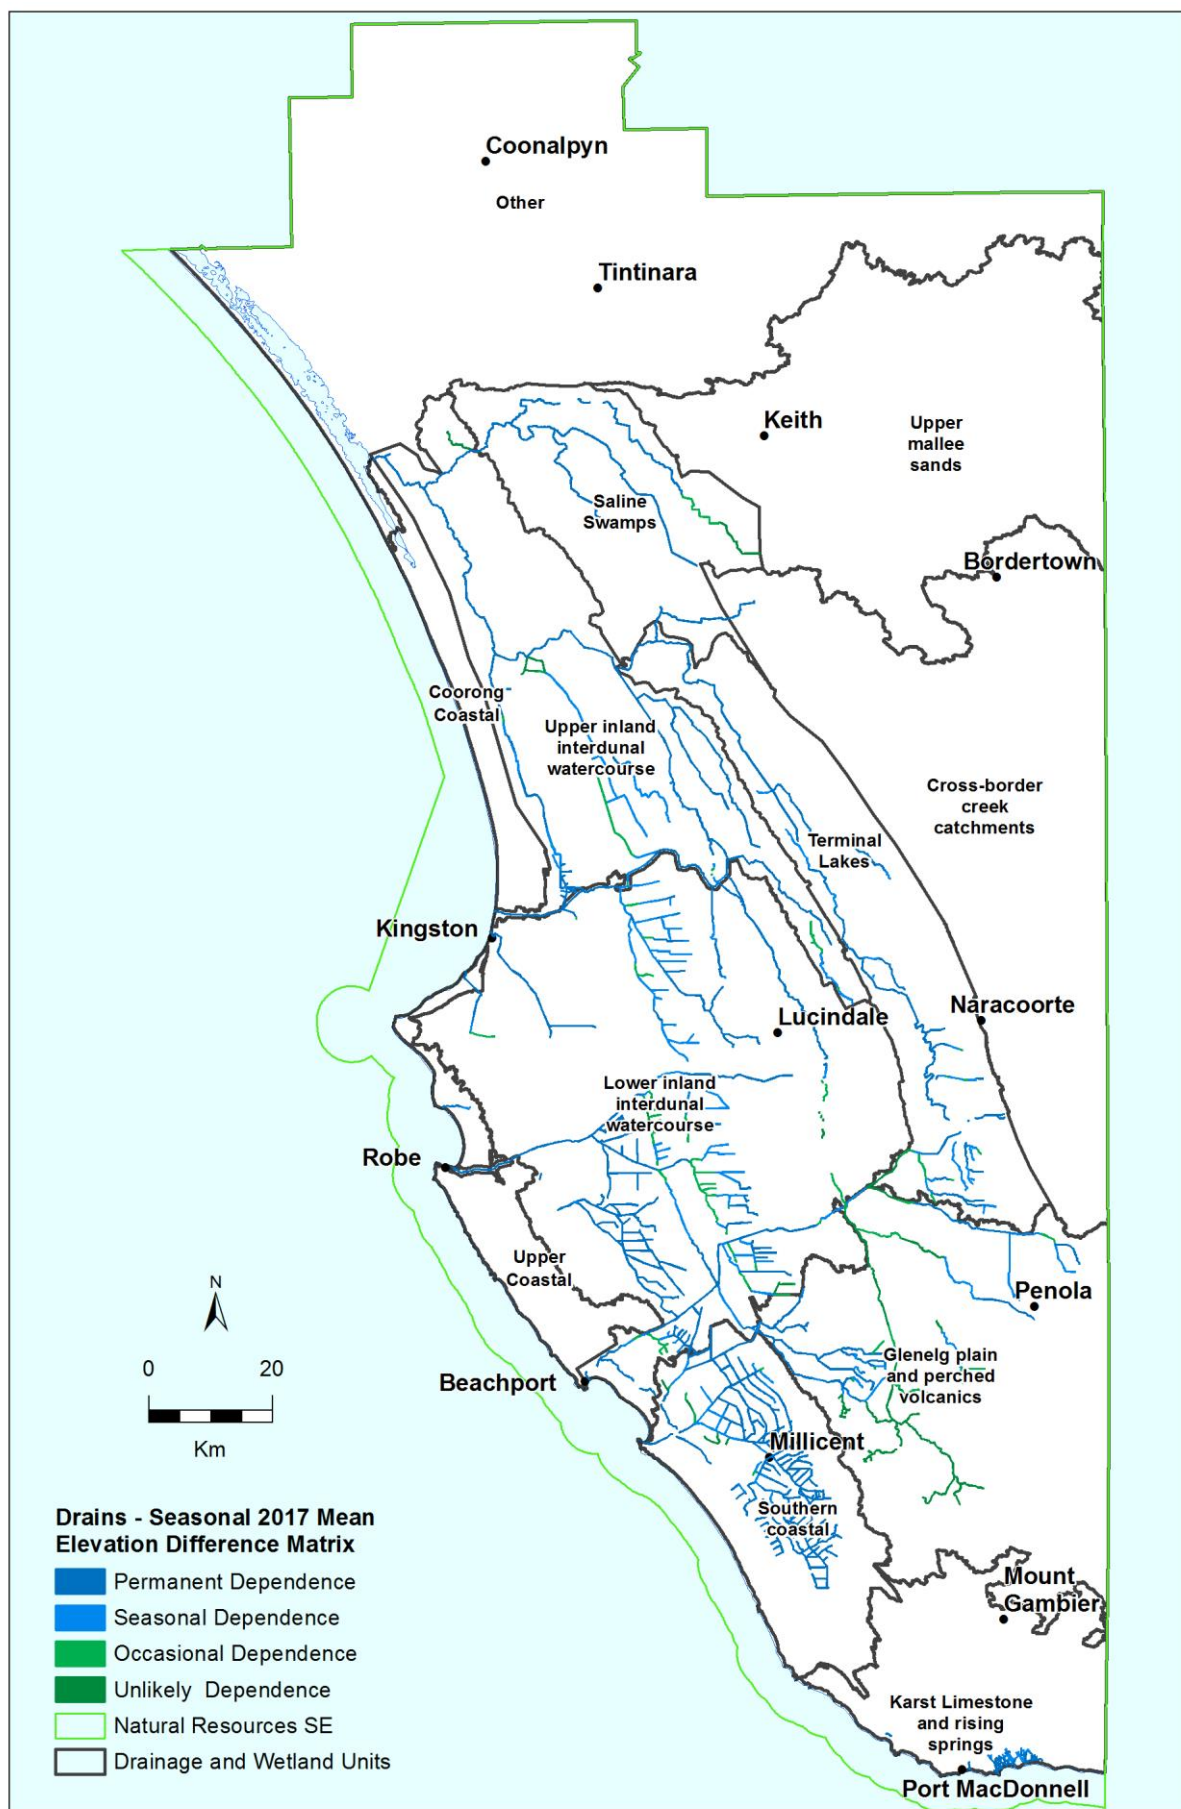 Coonalpyn
Other
Tintinara
Keith
Upper
mallee
sands
Saline
Swamps
Bordertown
Coorong
Coastal
Upper inland
interdunal
watercourse
Cross-border
creek
catchments
Terminal
Lakes
Kingston
Naracoorte
Lucindale
Lower inland
interdunal
watercourse
Robe
Upper
Coastal
N
Penola
0 20
Km
Beachport
Glenelg plain
and perched
volcanics
Millicent
Southern
coastal
Drains - Seasonal 2017 Mean
Elevation Difference Matrix
Permanent Dependence
Seasonal Dependence
Occasional Dependence
Unlikely Dependence
Natural Resources SE
Drainage and Wetland Units
Mount
Gambier
Karst Limestone
and rising
springs
Port MacDonnell